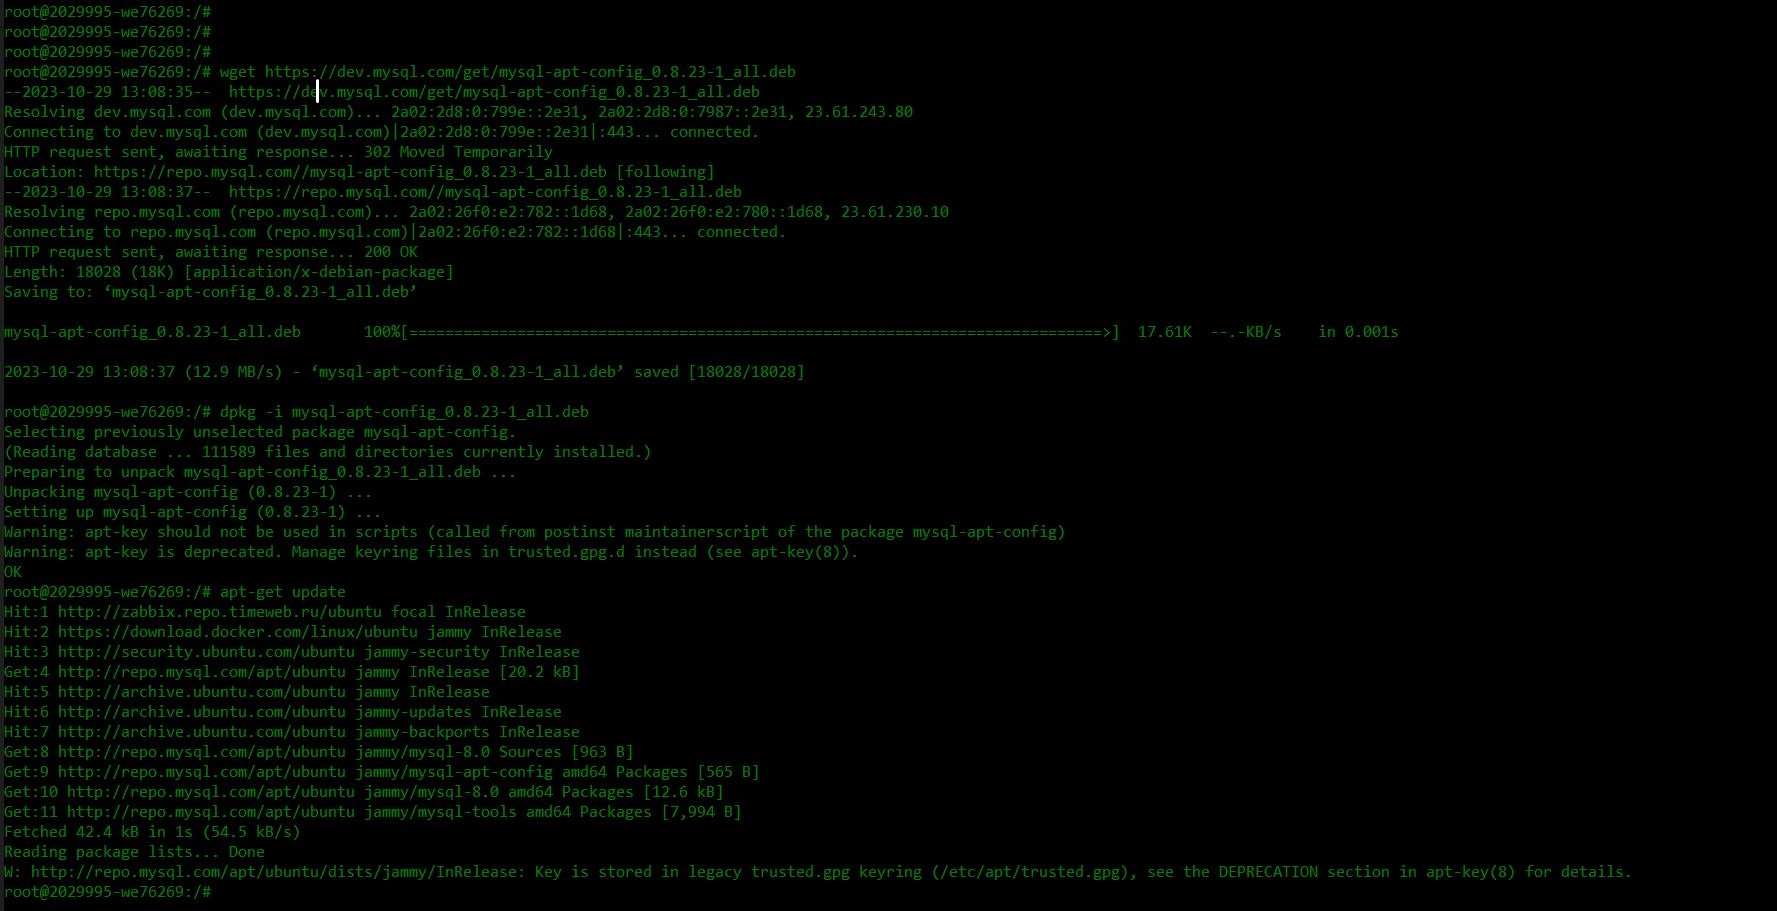 root@2029995-we76269:/#
root@2029995-we76269:/#
root@2029995-we76269:/#
root@2029995-we76269:/# wget https://dev.mysql.com/get/mysql-apt-config_0.8.23-1_all.deb
--2023-10-29 13:08:35--  https://dev.mysql.com/get/mysql-apt-config_0.8.23-1_all.deb
Resolving dev.mysql.com (dev.mysql.com)... 2a02:2d8:0:799e::2e31, 2a02:2d8:0:7987::2e31, 23.61.243.80
Connecting to dev.mysql.com (dev.mysql.com)|2a02:2d8:0:799e::2e31|:443... connected.
HTTP request sent, awaiting response... 302 Moved Temporarily
Location: https://repo.mysql.com//mysql-apt-config_0.8.23-1_all.deb [following]
--2023-10-29 13:08:37--  https://repo.mysql.com//mysql-apt-config_0.8.23-1_all.deb
Resolving repo.mysql.com (repo.mysql.com)... 2a02:26f0:e2:782::1d68, 2a02:26f0:e2:780::1d68, 23.61.230.10
Connecting to repo.mysql.com (repo.mysql.com)|2a02:26f0:e2:782::1d68|:443... connected.
HTTP request sent, awaiting response... 200 OK
Length: 18028 (18K) [application/x-debian-package]
Saving to: ‘mysql-apt-config_0.8.23-1_all.deb’
mysql-apt-config_0.8.23-1_all.deb       100%[=============================================================================>]  17.61K  --.-KB/s    in 0.001s
2023-10-29 13:08:37 (12.9 MB/s) - ‘mysql-apt-config_0.8.23-1_all.deb’ saved [18028/18028]
root@2029995-we76269:/# dpkg -i mysql-apt-config_0.8.23-1_all.deb
Selecting previously unselected package mysql-apt-config.
(Reading database ... 111589 files and directories currently installed.)
Preparing to unpack mysql-apt-config_0.8.23-1_all.deb ...
Unpacking mysql-apt-config (0.8.23-1) ...
Setting up mysql-apt-config (0.8.23-1) ...
Warning: apt-key should not be used in scripts (called from postinst maintainerscript of the package mysql-apt-config)
Warning: apt-key is deprecated. Manage keyring files in trusted.gpg.d instead (see apt-key(8)).
OK
root@2029995-we76269:/# apt-get update
Hit:1 http://zabbix.repo.timeweb.ru/ubuntu focal InRelease
Hit:2 https://download.docker.com/linux/ubuntu jammy InRelease
Hit:3 http://security.ubuntu.com/ubuntu jammy-security InRelease
Get:4 http://repo.mysql.com/apt/ubuntu jammy InRelease [20.2 kB]
Hit:5 http://archive.ubuntu.com/ubuntu jammy InRelease
Hit:6 http://archive.ubuntu.com/ubuntu jammy-updates InRelease
Hit:7 http://archive.ubuntu.com/ubuntu jammy-backports InRelease
Get:8 http://repo.mysql.com/apt/ubuntu jammy/mysql-8.0 Sources [963 B]
Get:9 http://repo.mysql.com/apt/ubuntu jammy/mysql-apt-config amd64 Packages [565 B]
Get:10 http://repo.mysql.com/apt/ubuntu jammy/mysql-8.0 amd64 Packages [12.6 kB]
Get:11 http://repo.mysql.com/apt/ubuntu jammy/mysql-tools amd64 Packages [7,994 B]
Fetched 42.4 kB in 1s (54.5 kB/s)
Reading package lists... Done
W: http://repo.mysql.com/apt/ubuntu/dists/jammy/InRelease: Key is stored in legacy trusted.gpg keyring (/etc/apt/trusted.gpg), see the DEPRECATION section in apt-key(8) for details.
root@2029995-we76269:/#